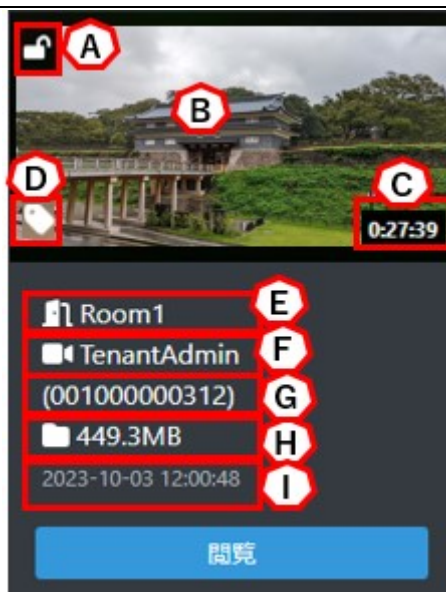 A
B
D
C
0:27:39
Room1
E
TenantAdmin
F
(001000000312)
G
449.3MB
H
2023-10-03 12:00:48
I
閲覧